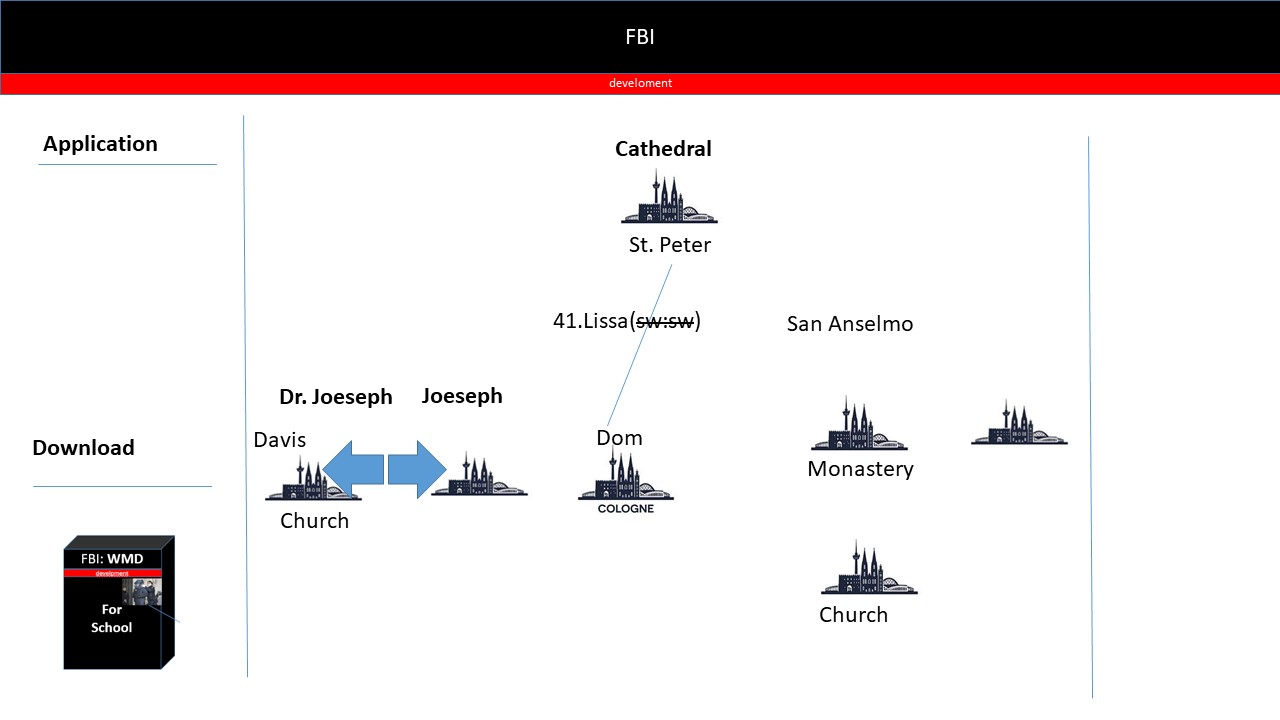 FBI
develoment
Application
Cathedral
St. Peter
41.Lissa(sw:sw)
San Anselmo
Dr. Joeseph
Joeseph
Davis
Dom
Download
Monastery
COLOGNE
Church
FBI: WMD
develpment
For
School
Church